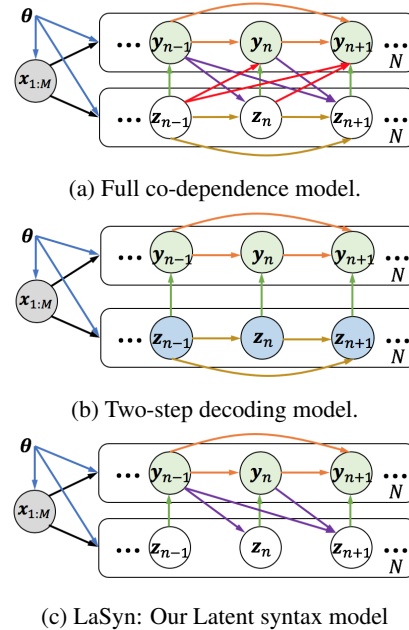 θ
... yₙ₋₁ yₙ yₙ₊₁ ...
N
x₁:M
... zₙ₋₁ zₙ zₙ₊₁ ...
N
(a) Full co-dependence model.
θ
... yₙ₋₁ yₙ yₙ₊₁ ...
N
x₁:M
... zₙ₋₁ zₙ zₙ₊₁ ...
N
(b) Two-step decoding model.
θ
... yₙ₋₁ yₙ yₙ₊₁ ...
N
x₁:M
... zₙ₋₁ zₙ zₙ₊₁ ...
N
(c) LaSyn: Our Latent syntax model